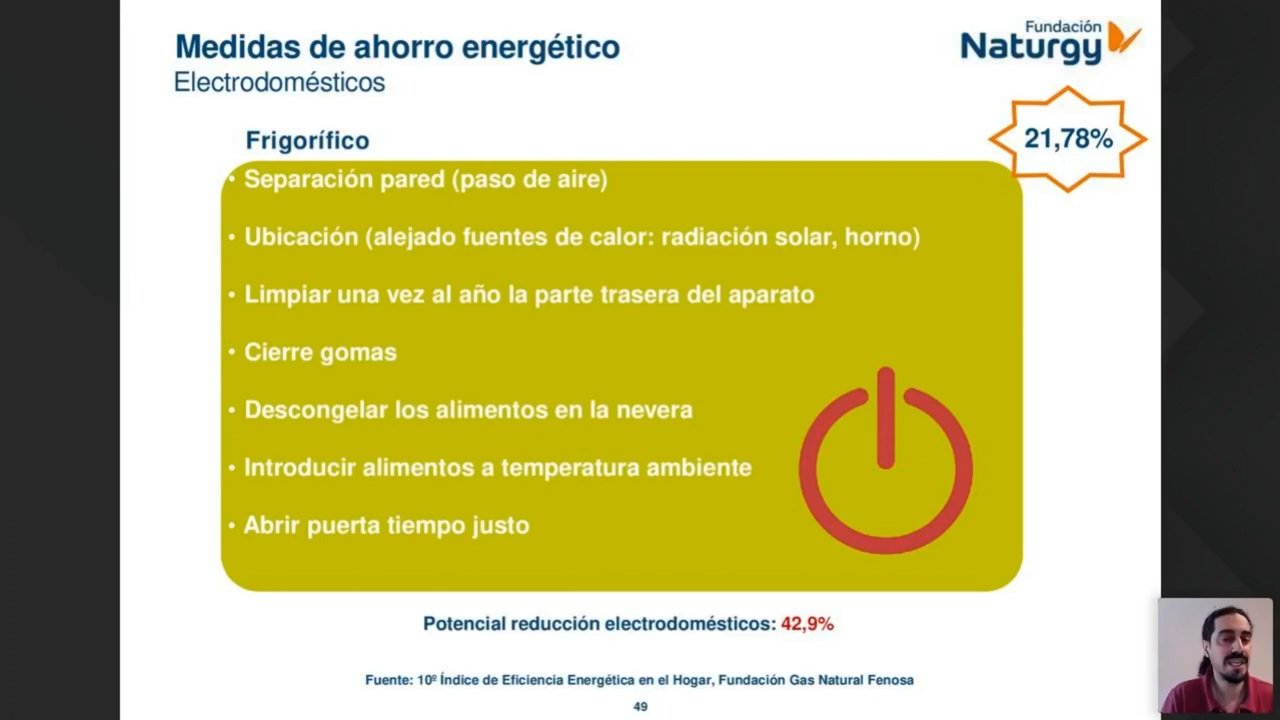 Medidas de ahorro energético
Electrodomésticos
Fundación
Naturgy
21,78%
Frigorífico
• Separación pared (paso de aire)
• Ubicación (alejado fuentes de calor: radiación solar, horno)
• Limpiar una vez al año la parte trasera del aparato
• Cierre gomas
• Descongelar los alimentos en la nevera
• Introducir alimentos a temperatura ambiente
• Abrir puerta tiempo justo
Potencial reducción electrodomésticos: 42,9%
Fuente: 10º Índice de Eficiencia Energética en el Hogar, Fundación Gas Natural Fenosa
49